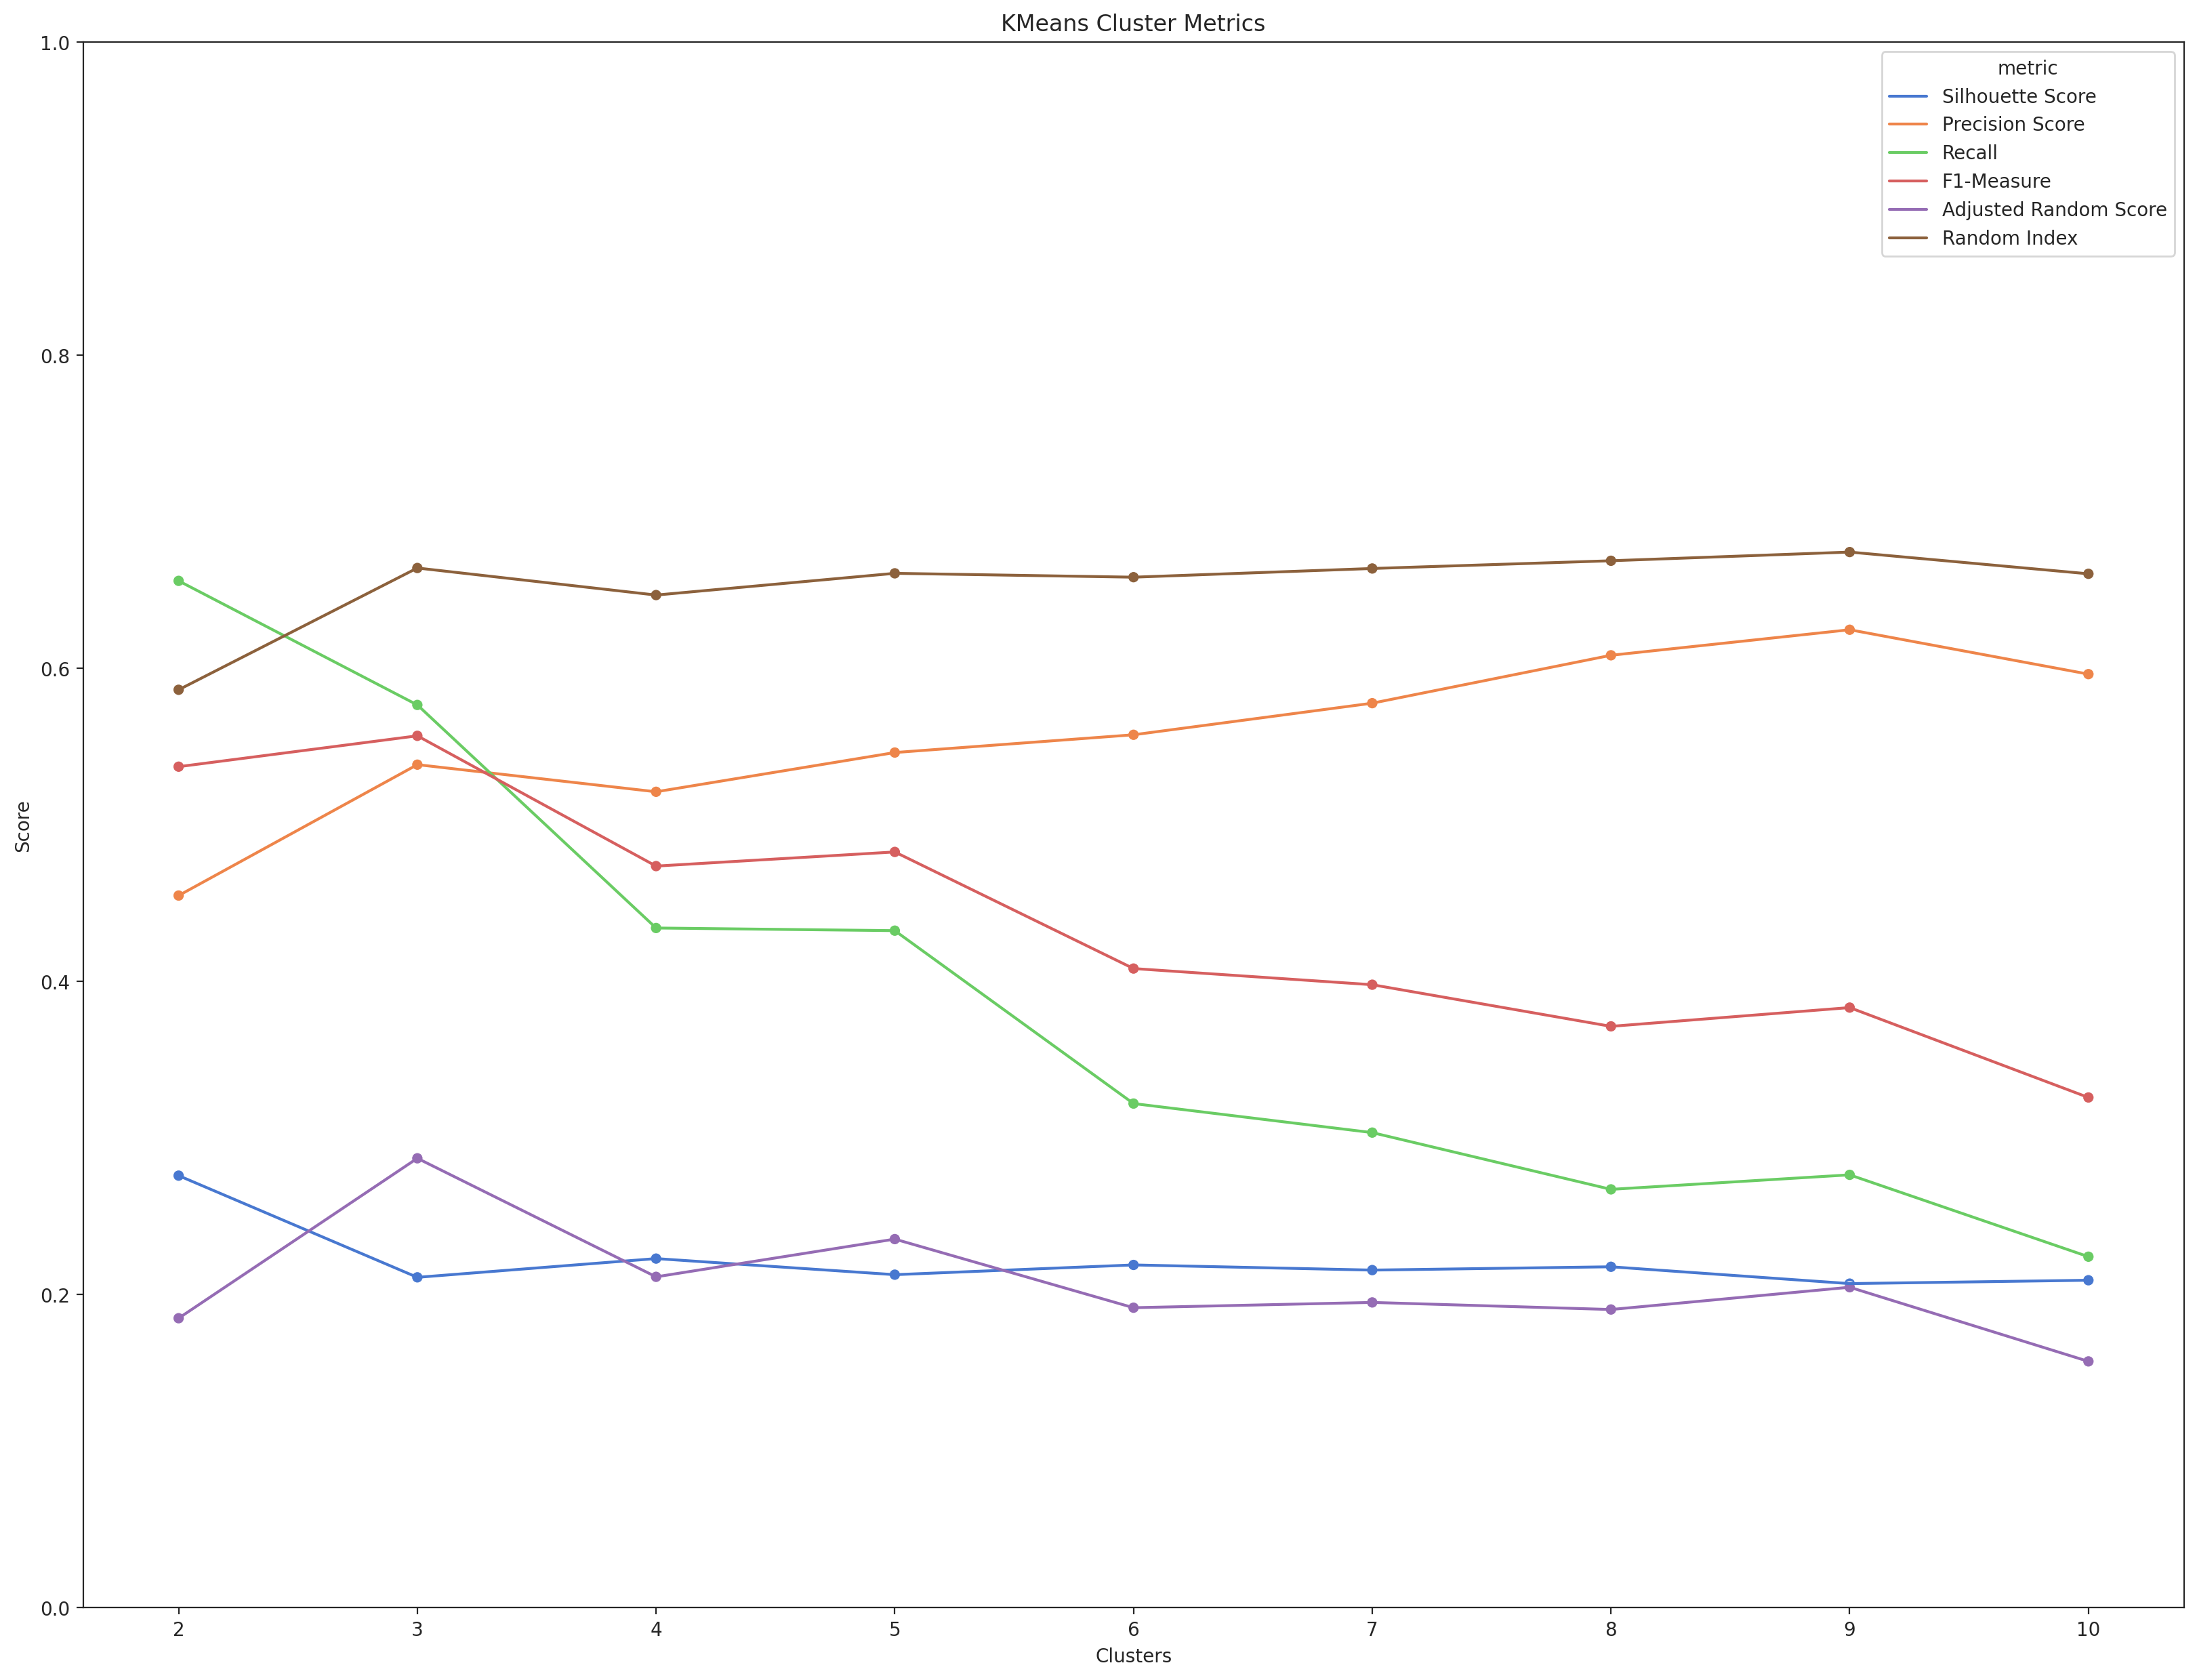 KMeans Cluster Metrics
metric
Silhouette Score
Precision Score
Recall
F1-Measure
Adjusted Random Score
Random Index
Score
1.0
0.8
0.6
0.4
0.2
0.0
2 3 4 5 6 7 8 9 10
Clusters